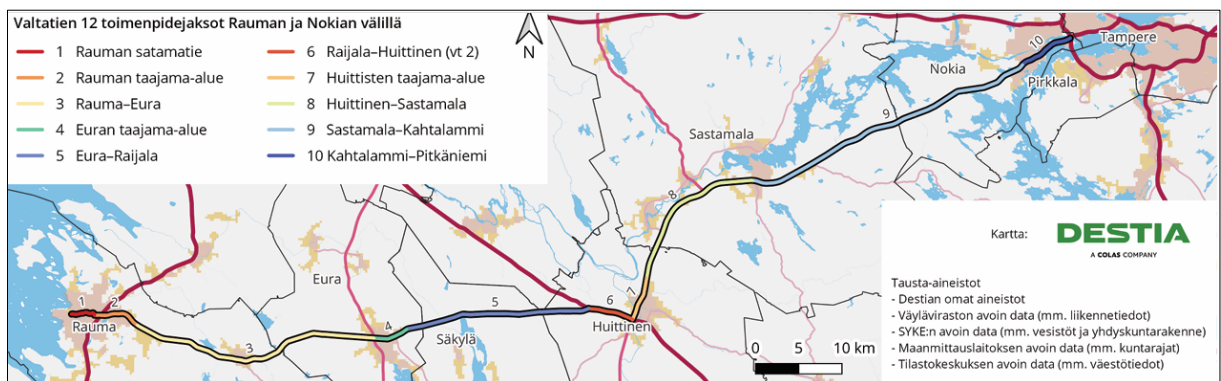 Valtatien 12 toimenpidejaksot Rauman ja Nokian välillä
1 Rauman satamatie
2 Rauman taajama-alue
3 Rauma–Eura
4 Euran taajama-alue
5 Eura–Raijala
6 Raijala–Huittinen (vt 2)
7 Huittisten taajama-alue
8 Huittinen–Sastamala
9 Sastamala–Kahtalammi
10 Kahtalammi–Pitkäniemi
N
10
Tampere
Nokia
Pirkkala
9
Sastamala
8
Eura
7
6
5
1
2
Rauma
4
Säkylä
Huittinen
3
0 5 10 km
Kartta:
DESTIA
A COLAS COMPANY
Tausta-aineistot
- Destian omat aineistot
- Väyläviraston avoin data (mm. liikennetiedot)
- SYKE:n avoin data (mm. vesistöt ja yhdyskuntarakenne)
- Maanmittauslaitoksen avoin data (mm. kuntarajat)
- Tilastokeskuksen avoin data (mm. väestötiedot)